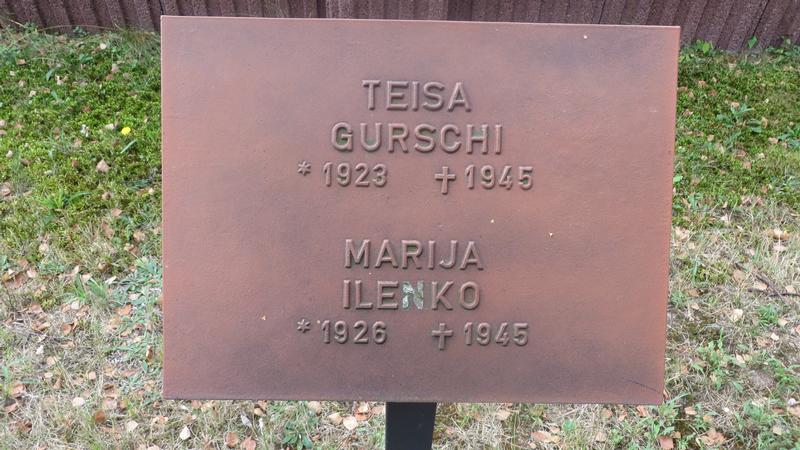 TEISA
GURSCHI
* 1923 † 1945
MARIJA
ILENKO
* 1926 † 1945